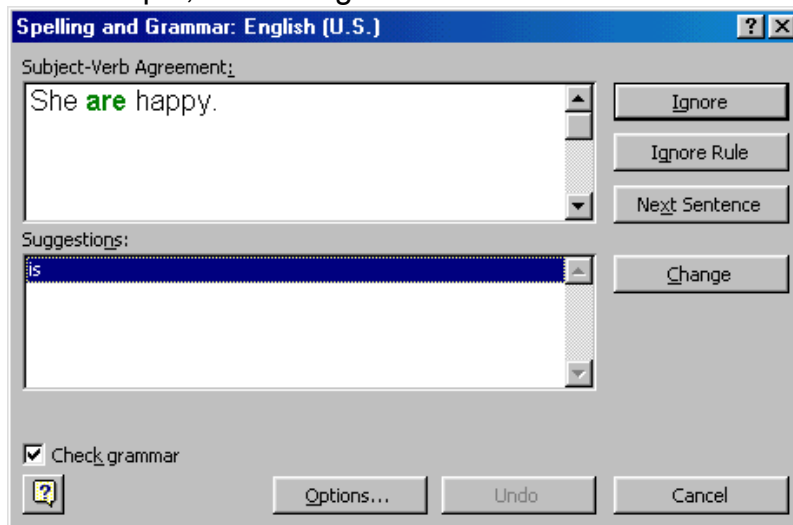 Spelling and Grammar: English (U.S.)
Subject-Verb Agreement:
She are happy.
Ignore
Ignore Rule
Next Sentence
Suggestions:
is
Change
Check grammar
Options...
Undo
Cancel